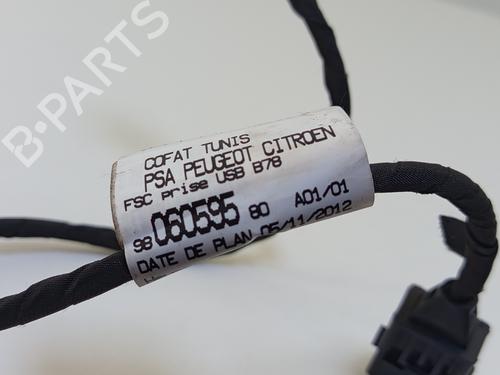 B-PARTS
COFAT TUNIS
PSA PEUGEOT CITROEN
FSC Prise USB B78
98 060595 80 A01/01
DATE DE PLAN 05/11/2012